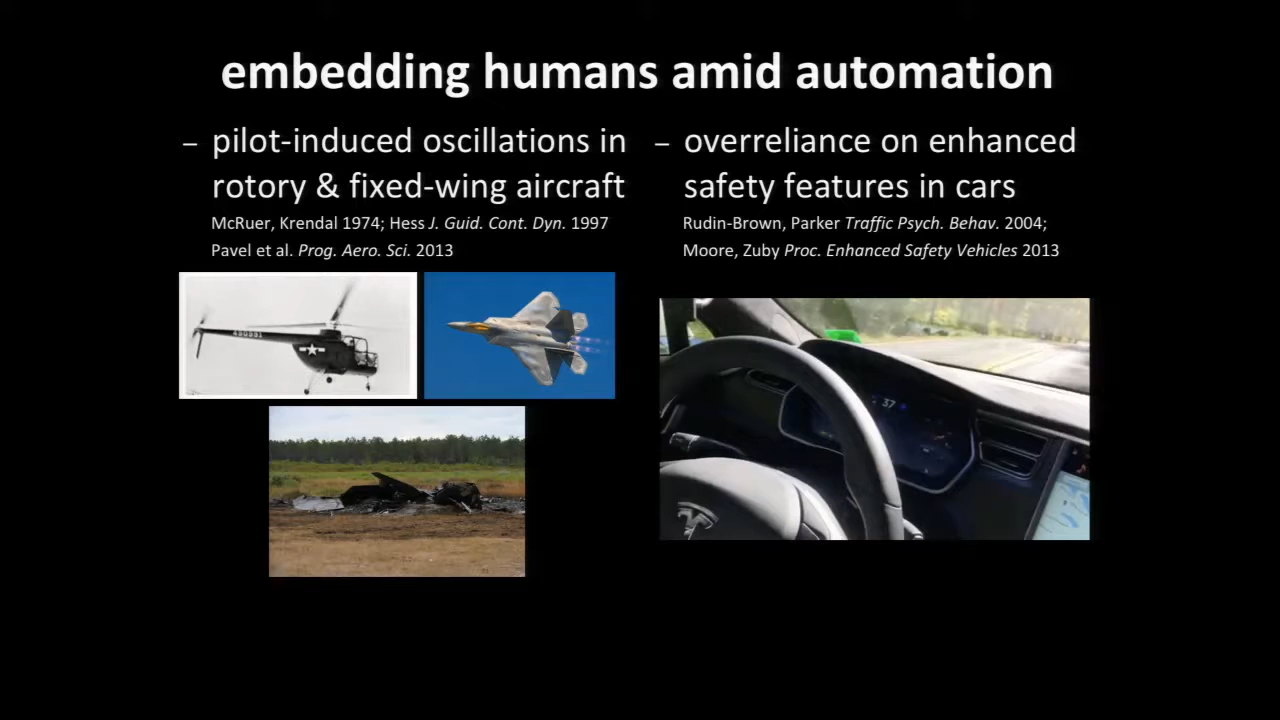 embedding humans amid automation
– pilot-induced oscillations in
rotory & fixed-wing aircraft
McRuer, Krendal 1974; Hess J. Guid. Cont. Dyn. 1997
Pavel et al. Prog. Aero. Sci. 2013
– overreliance on enhanced
safety features in cars
Rudin-Brown, Parker Traffic Psych. Behav. 2004;
Moore, Zuby Proc. Enhanced Safety Vehicles 2013
37